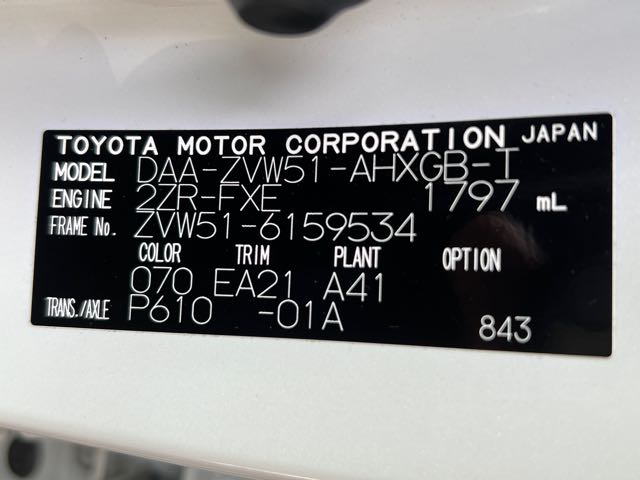 TOYOTA MOTOR CORPORATION JAPAN
MODEL DAA-ZVW51-AHXGB-T
ENGINE 2ZR-FXE 1797 mL
FRAME No. ZVW51-6159534
COLOR TRIM PLANT OPTION
070 EA21 A41
TRANS./AXLE P610 -01A
843